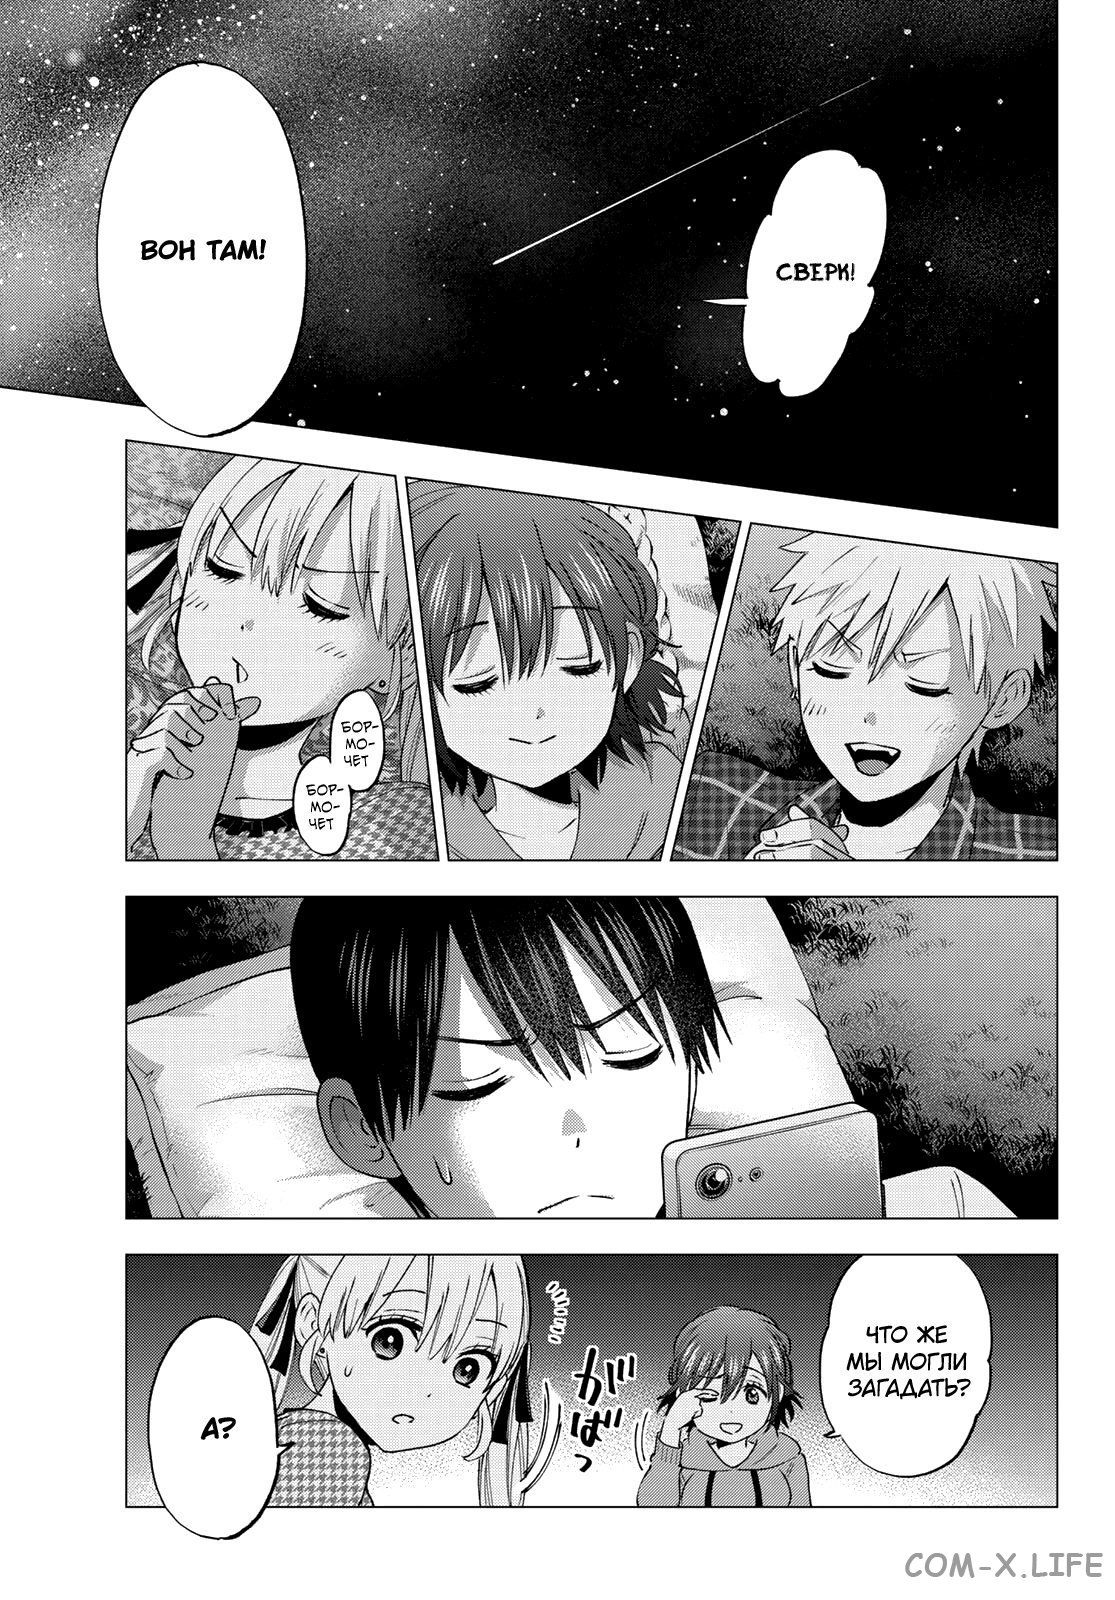 СВЕРК!
ВОН ТАМ!
БОР-
МО-
ЧЕТ
БОР-
МО-
ЧЕТ
ЧТО ЖЕ
МЫ МОГЛИ
ЗАГАДАТЬ?
がばっ
А?
COM-X.LIFE